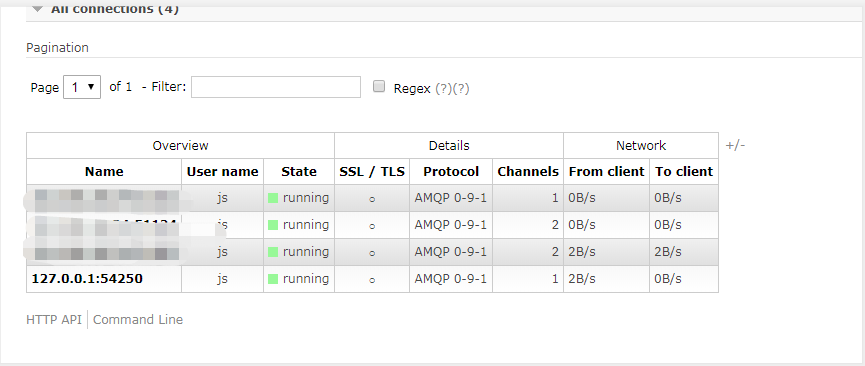 All connections (4)
Pagination
Page 1 of 1 - Filter: Regex (?)(?)
Overview Details Network +/-
Name User name State SSL / TLS Protocol Channels From client To client
js running ○ AMQP 0-9-1 1 0B/s 0B/s
js running ○ AMQP 0-9-1 2 0B/s 0B/s
js running ○ AMQP 0-9-1 2 2B/s 2B/s
127.0.0.1:54250 js running ○ AMQP 0-9-1 1 2B/s 0B/s
HTTP API Command Line